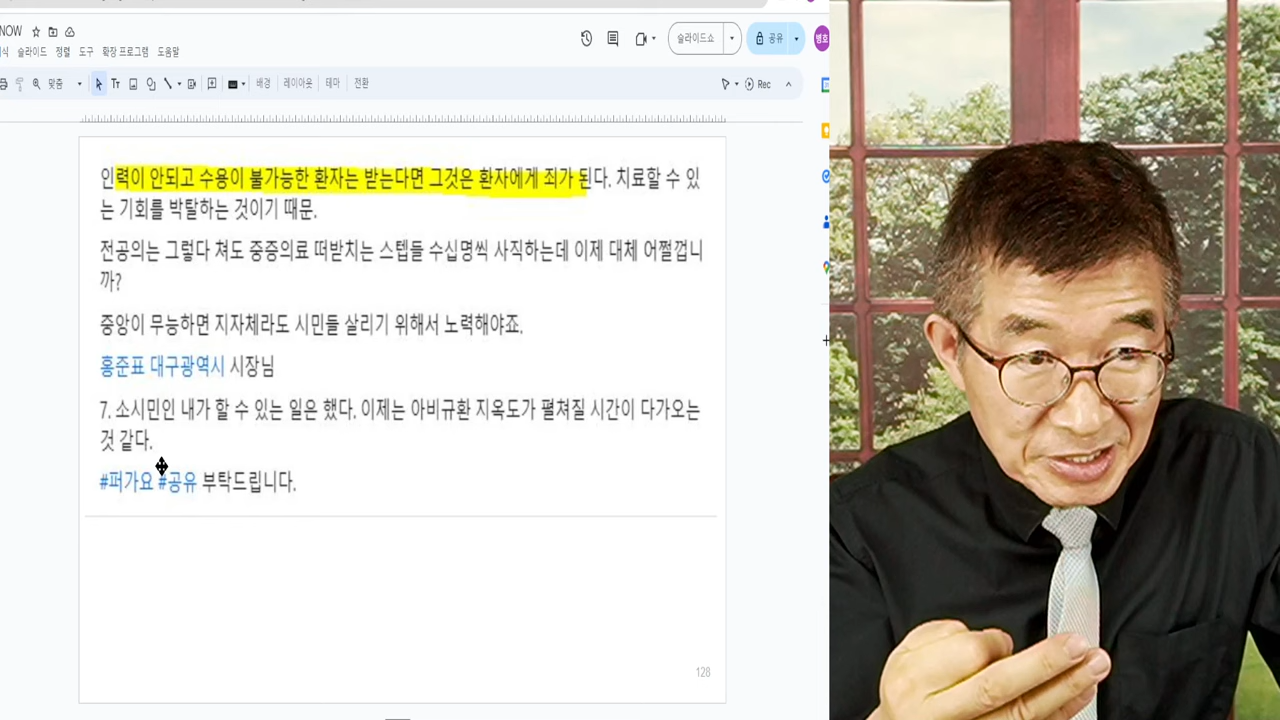 NOW
슬라이드 정렬 도구 확장 프로그램 도움말
슬라이드쇼
공유
맞춤
배경 레이아웃 테마 전환
Rec
인력이 안되고 수용이 불가능한 환자는 받는다면 그것은 환자에게 죄가 된다. 치료할 수 있
는 기회를 박탈하는 것이기 때문.
전공의는 그렇다 쳐도 중증의료 떠받치는 스텝들 수십명씩 사직하는데 이제 대체 어쩔껍니
까?
중앙이 무능하면 지자체라도 시민들 살리기 위해서 노력해야죠.
홍준표 대구광역시 시장님
7. 소시민인 내가 할 수 있는 일은 했다. 이제는 아비규환 지옥도가 펼쳐질 시간이 다가오는
것 같다.
#퍼가요 #공유 부탁드립니다.
128